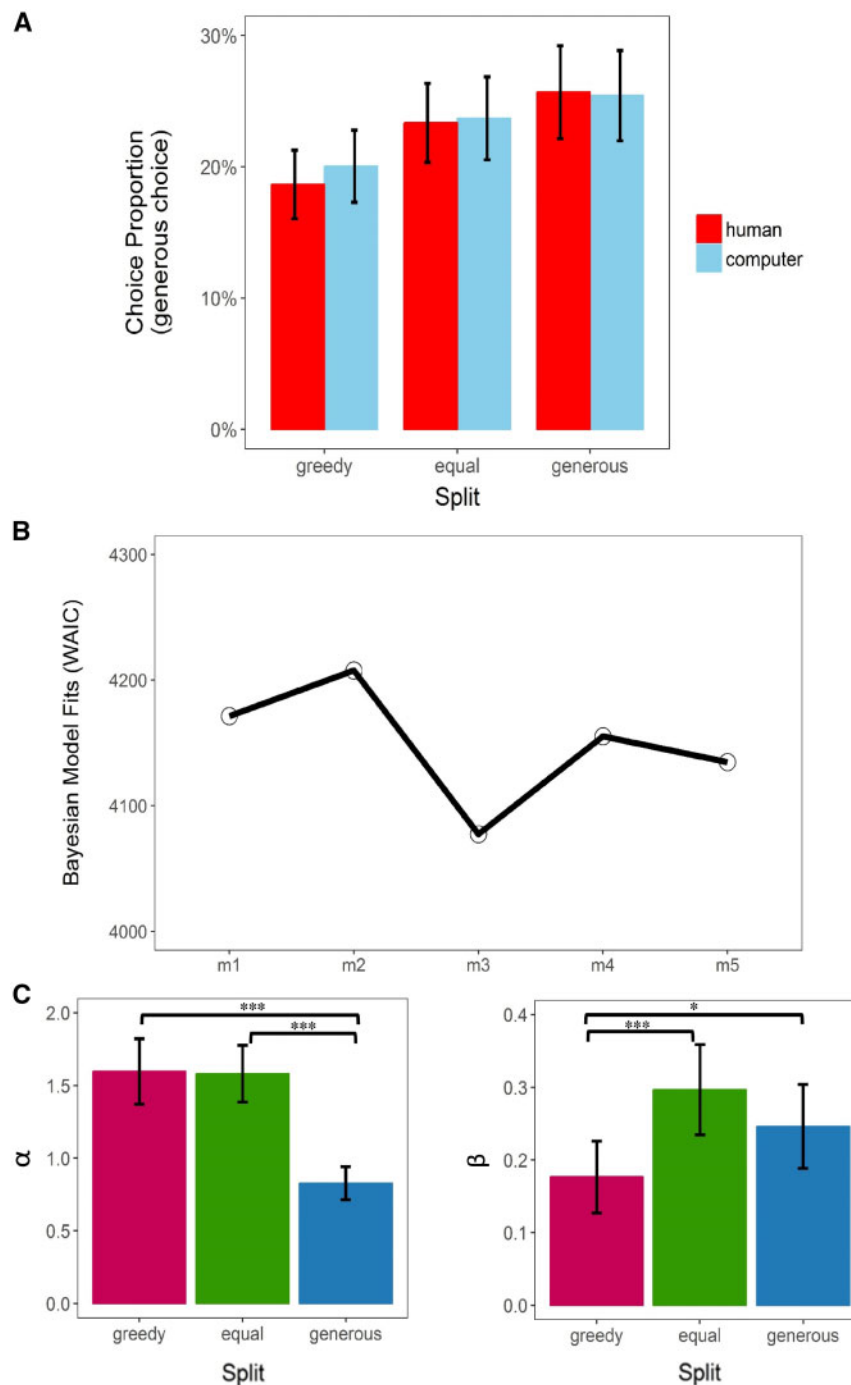 A
30%
20%
10%
0%
Choice Proportion
(generous choice)
greedy equal generous
Split
human
computer
B
4300
4200
4100
4000
Bayesian Model Fits (WAIC)
m1 m2 m3 m4 m5
C
2.0
1.5
1.0
0.5
0.0
α
***
***
greedy equal generous
Split
0.4
0.3
0.2
0.1
0.0
β
*
***
greedy equal generous
Split